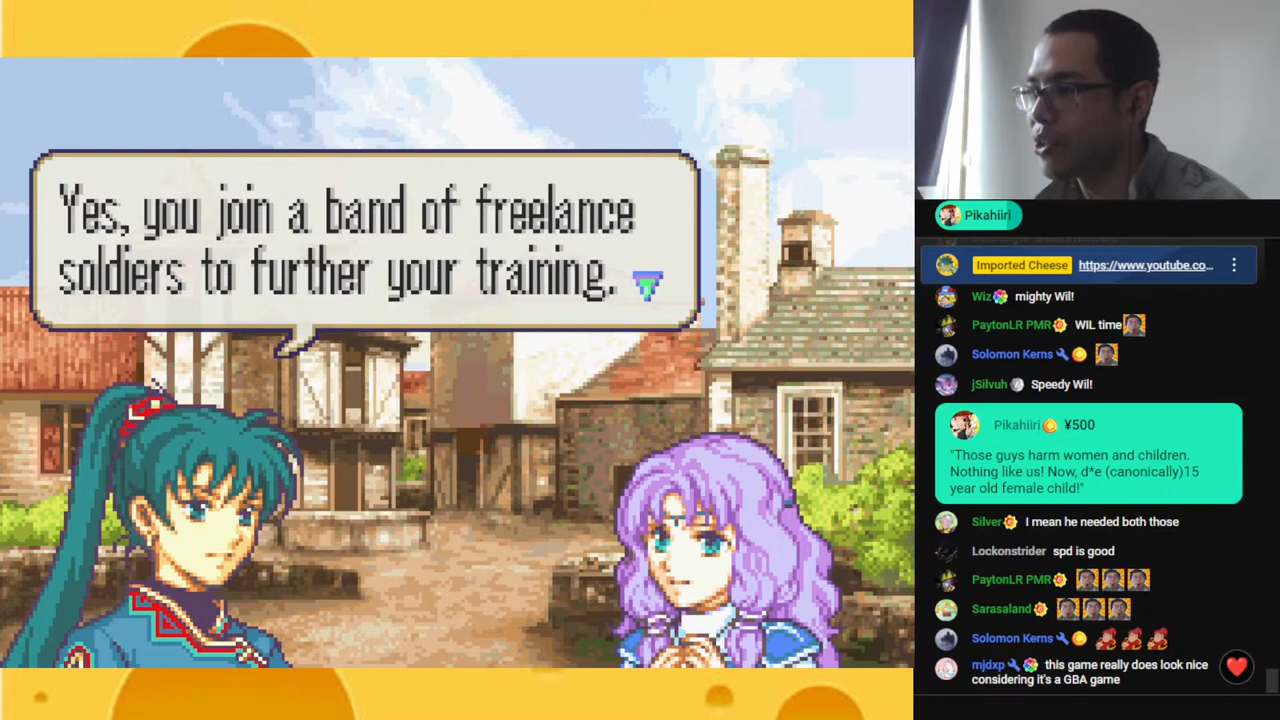 Yes, you join a band of freelance
soldiers to further your training.
Pikahiiri
Imported Cheese https://www.youtube.co...
Wiz mighty Wil!
PaytonLR PMR WIL time
Solomon Kerns
jSilvuh Speedy Wil!
Pikahiiri ¥500
"Those guys harm women and children.
Nothing like us! Now, d*e (canonically)15
year old female child!"
Silver I mean he needed both those
Lockonstrider spd is good
PaytonLR PMR
Sarasaland
Solomon Kerns
mjdxp this game really does look nice
considering it's a GBA game